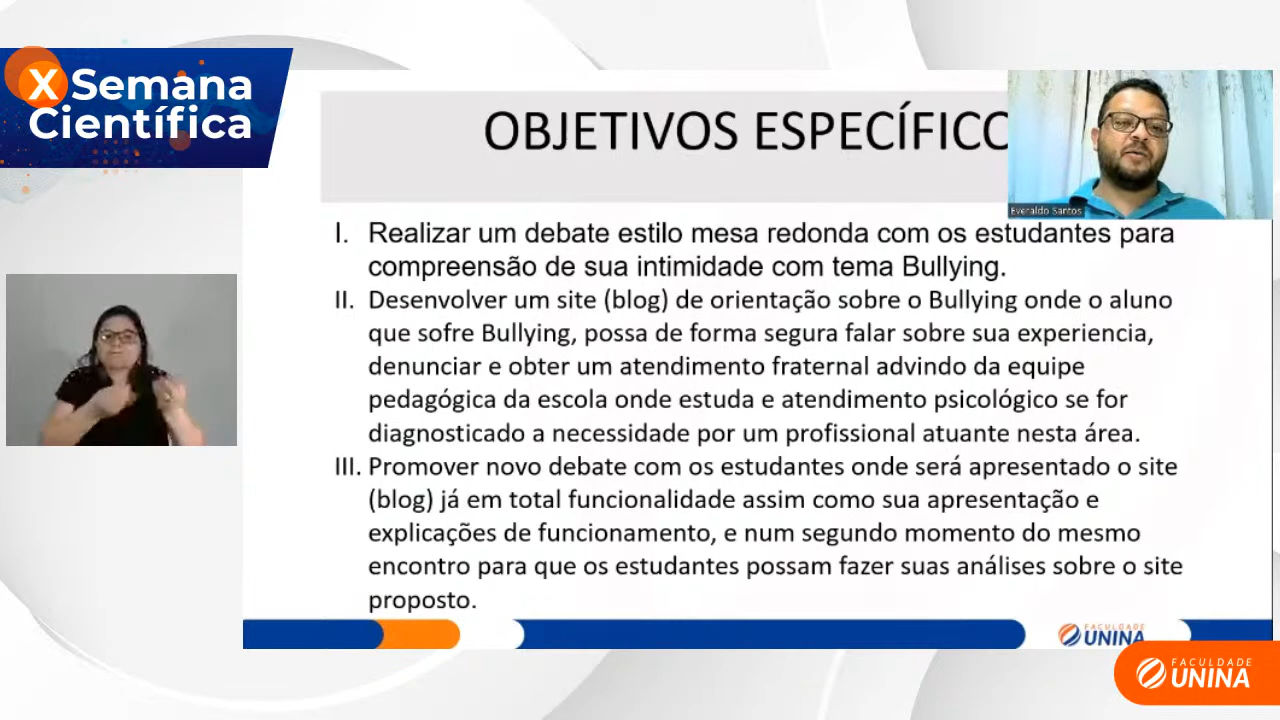 X Semana
Científica
OBJETIVOS ESPECÍFICO
Everaldo Santos
I. Realizar um debate estilo mesa redonda com os estudantes para
compreensão de sua intimidade com tema Bullying.
II. Desenvolver um site (blog) de orientação sobre o Bullying onde o aluno
que sofre Bullying, possa de forma segura falar sobre sua experiencia,
denunciar e obter um atendimento fraternal advindo da equipe
pedagógica da escola onde estuda e atendimento psicológico se for
diagnosticado a necessidade por um profissional atuante nesta área.
III. Promover novo debate com os estudantes onde será apresentado o site
(blog) já em total funcionalidade assim como sua apresentação e
explicações de funcionamento, e num segundo momento do mesmo
encontro para que os estudantes possam fazer suas análises sobre o site
proposto.
FACULDADE
UNINA
FACULDADE
UNINA